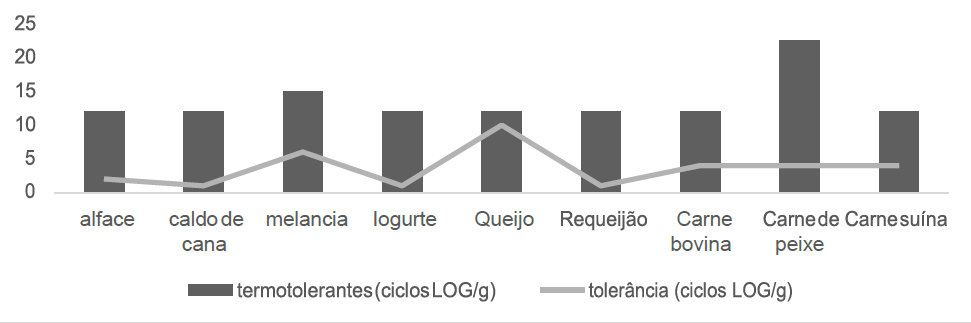 25
20
15
10
5
0
alface caldo de melancia Iogurte Queijo Requeijão Carne Carne de Carne suína
cana bovina peixe
termotolerantes (ciclos LOG/g) tolerância (ciclos LOG/g)